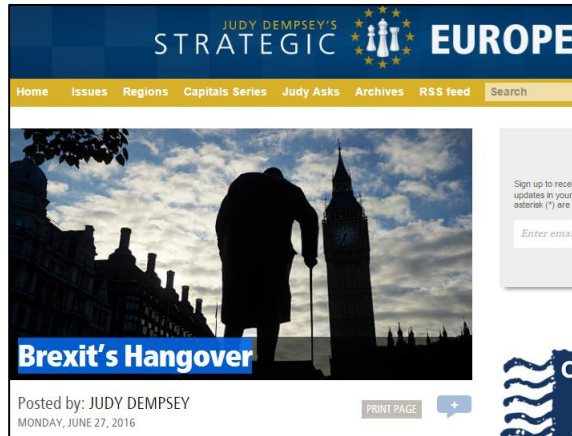 JUDY DEMPSEY'S
STRATEGIC EUROPE
Home Issues Regions Capitals Series Judy Asks Archives RSS feed Search
Sign up to rece
updates in your
asterisk (*) are
Enter emai
Brexit's Hangover
Posted by: JUDY DEMPSEY
MONDAY, JUNE 27, 2016
PRINT PAGE +
C